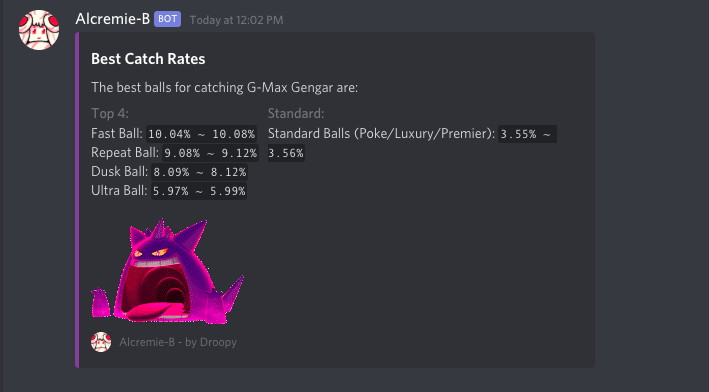 Alcremie-B BOT Today at 12:02 PM
Best Catch Rates
The best balls for catching G-Max Gengar are:
Top 4:
Fast Ball: 10.04% ~ 10.08%
Repeat Ball: 9.08% ~ 9.12%
Dusk Ball: 8.09% ~ 8.12%
Ultra Ball: 5.97% ~ 5.99%
Standard:
Standard Balls (Poke/Luxury/Premier): 3.55% ~
3.56%
Alcremie-B - by Droopy